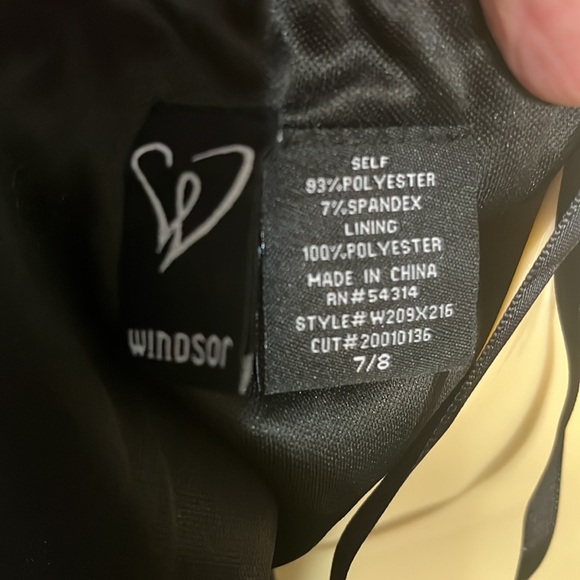 WINDSOR
SELF
93%POLYESTER
7%SPANDEX
LINING
100%POLYESTER
MADE IN CHINA
RN#54314
STYLE# W209X216
CUT#20010136
7/8